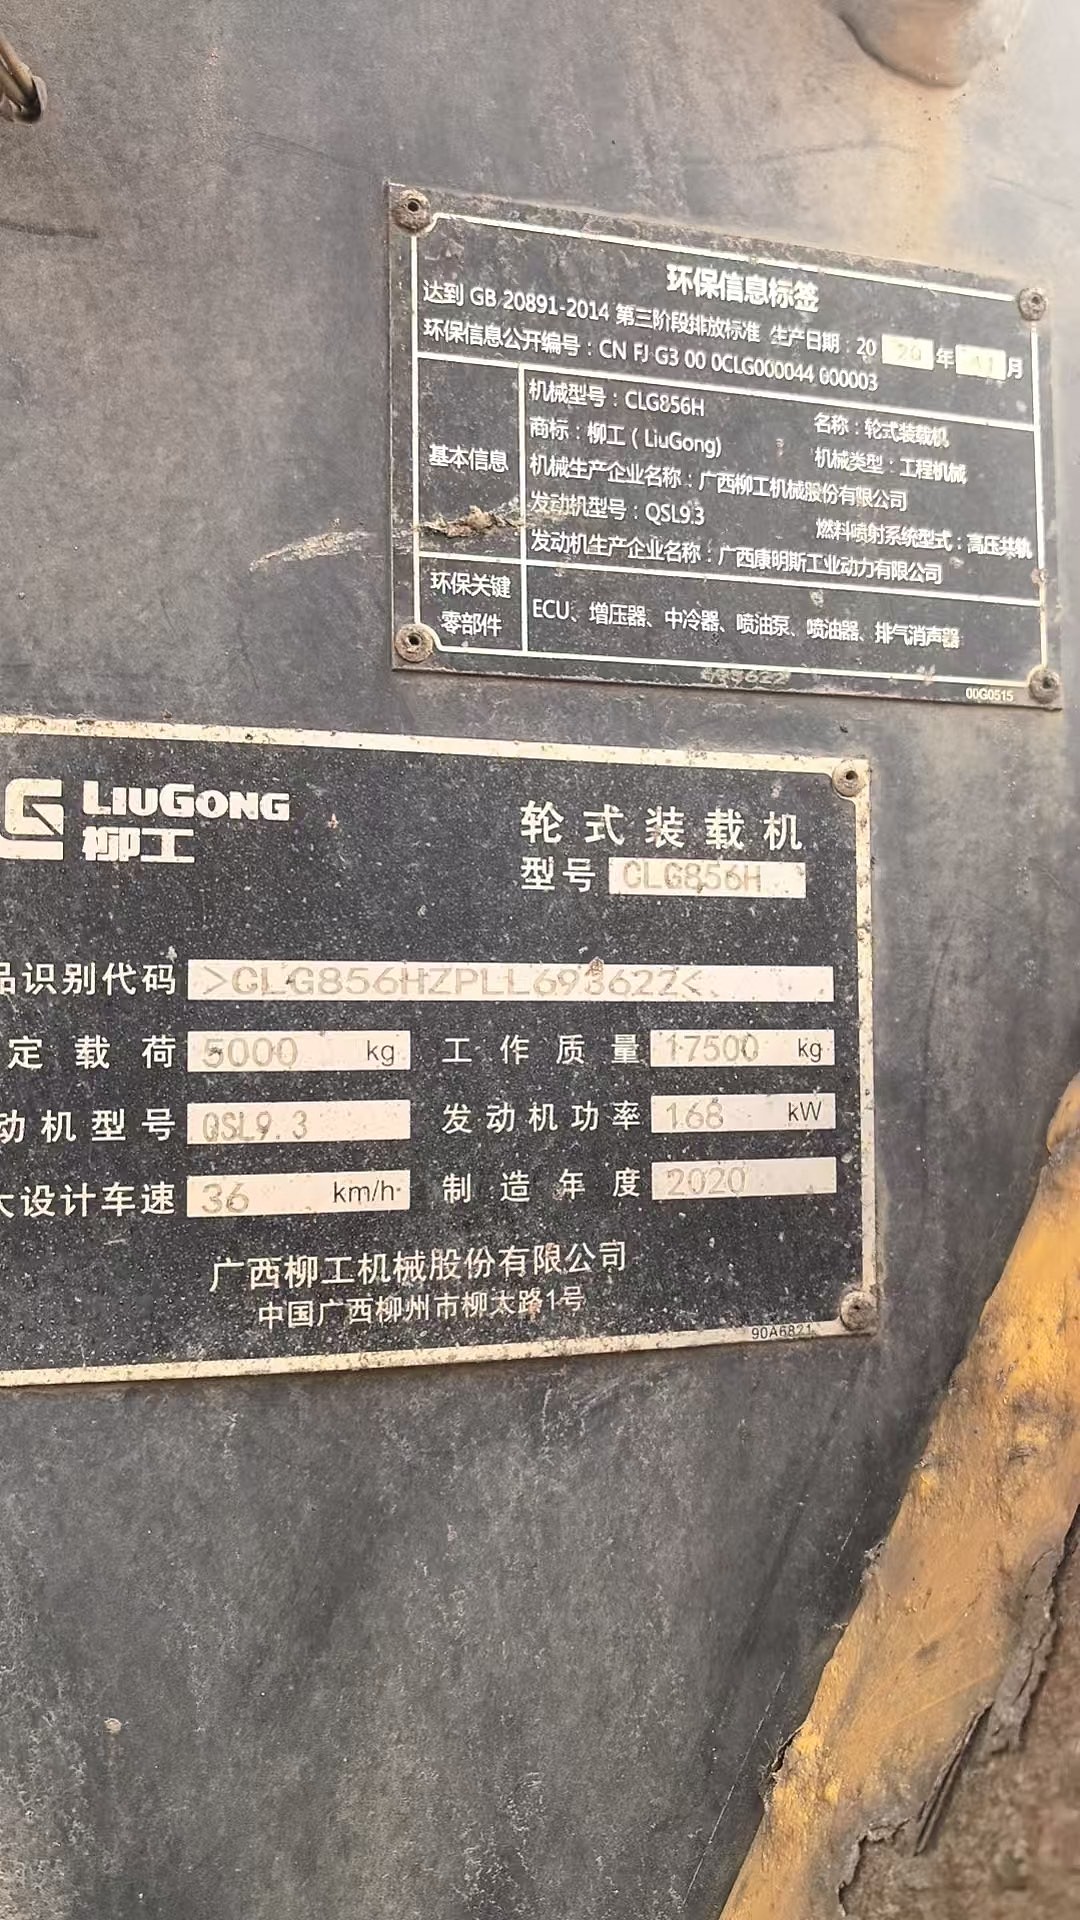 环保信息标签
达到 GB 20891-2014 第三阶段排放标准 生产日期：20 20 年 11 月
环保信息公开编号：CN FJ G3 00 0CLG000044 000003
基本信息
机械型号：CLG856H 名称：轮式装载机
商标：柳工（LiuGong) 机械类型：工程机械
机械生产企业名称：广西柳工机械股份有限公司
发动机型号：QSL9.3 燃料喷射系统型式：高压共轨
发动机生产企业名称：广西康明斯工业动力有限公司
环保关键
零部件
ECU、增压器、中冷器、喷油泵、喷油器、排气消声器
693622
00G0515
LIUGONG
柳工
轮式装载机
型号 CLG856H
品识别代码 >CLG856HZPLL693622<
定载荷 5000 kg 工作质量 17500 kg
动机型号 QSL9.3 发动机功率 168 kW
大设计车速 36 km/h 制造年度 2020
广西柳工机械股份有限公司
中国广西柳州市柳太路1号
90A6821